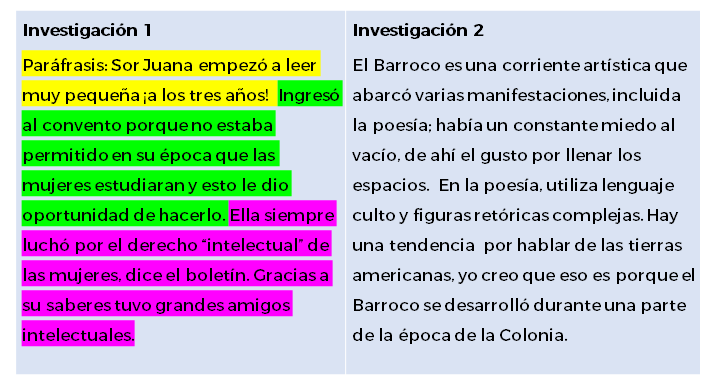 Investigación 1
Paráfrasis: Sor Juana empezó a leer
muy pequeña ¡a los tres años! Ingresó
al convento porque no estaba
permitido en su época que las
mujeres estudiaran y esto le dio
oportunidad de hacerlo. Ella siempre
luchó por el derecho “intelectual” de
las mujeres, dice el boletín. Gracias a
su saberes tuvo grandes amigos
intelectuales.
Investigación 2
El Barroco es una corriente artística que
abarcó varias manifestaciones, incluida
la poesía; había un constante miedo al
vacío, de ahí el gusto por llenar los
espacios. En la poesía, utiliza lenguaje
culto y figuras retóricas complejas. Hay
una tendencia por hablar de las tierras
americanas, yo creo que eso es porque el
Barroco se desarrolló durante una parte
de la época de la Colonia.